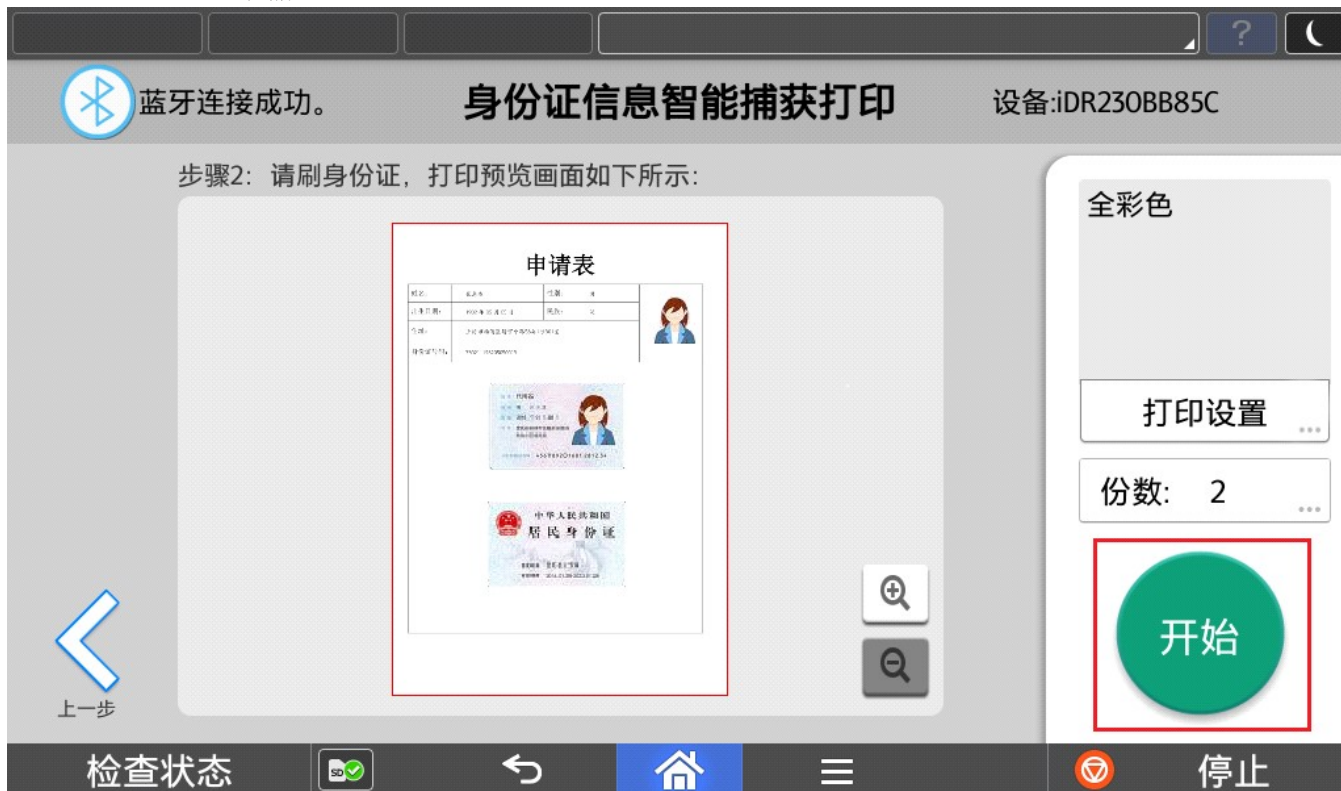 蓝牙连接成功。
身份证信息智能捕获打印
设备:iDR230BB85C
步骤2: 请刷身份证, 打印预览画面如下所示:
全彩色
申请表
性别:
中华人民共和国
居民身份证
打印设置
份数: 2
开始
上一步
检查状态
SD
停止